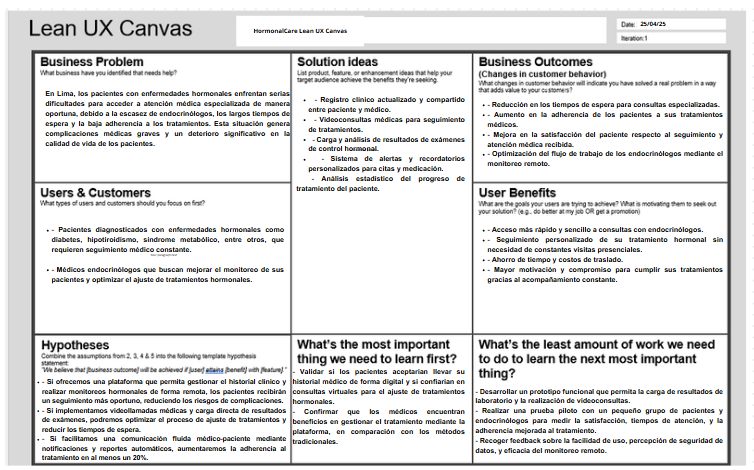 Lean UX Canvas
HormonalCare Lean UX Canvas
Date: 25/04/25
Iteration:1
Business Problem
What business have you identified that needs help?
En Lima, los pacientes con enfermedades hormonales enfrentan serias
dificultades para acceder a atención médica especializada de manera
oportuna, debido a la escasez de endocrinólogos, los largos tiempos de
espera y la baja adherencia a los tratamientos. Esta situación genera
complicaciones médicas graves y un deterioro significativo en la
calidad de vida de los pacientes.
Solution ideas
List product, feature, or enhancement ideas that help your
target audience achieve the benefits they're seeking.
• - Registro clínico actualizado y compartido
entre paciente y médico.
• - Videoconsultas médicas para seguimiento
de tratamientos.
• - Carga y análisis de resultados de exámenes
de control hormonal.
• - Sistema de alertas y recordatorios
personalizados para citas y medicación.
- Análisis estadístico del progreso de
tratamiento del paciente.
Business Outcomes
(Changes in customer behavior)
What changes in customer behavior will indicate you have solved a real problem in a way
that adds value to your customers?
• - Reducción en los tiempos de espera para consultas especializadas.
• - Aumento en la adherencia de los pacientes a sus tratamientos
médicos.
• - Mejora en la satisfacción del paciente respecto al seguimiento y
atención médica recibida.
• - Optimización del flujo de trabajo de los endocrinólogos mediante el
monitoreo remoto.
Users & Customers
What types of users and customers should you focus on first?
• - Pacientes diagnosticados con enfermedades hormonales como
diabetes, hipotiroidismo, síndrome metabólico, entre otros, que
requieren seguimiento médico constante.
• - Médicos endocrinólogos que buscan mejorar el monitoreo de sus
pacientes y optimizar el ajuste de tratamientos hormonales.
User Benefits
What are the goals your users are trying to achieve? What is motivating them to seek out
your solution? (e.g., do better at my job OR get a promotion)
• - Acceso más rápido y sencillo a consultas con endocrinólogos.
• - Seguimiento personalizado de su tratamiento hormonal sin
necesidad de constantes visitas presenciales.
• - Ahorro de tiempo y costos de traslado.
• - Mayor motivación y compromiso para cumplir sus tratamientos
gracias al acompañamiento constante.
Hypotheses
Combine the assumptions from 2, 3, 4 & 5 into the following template hypothesis
statement:
"We believe that [business outcome] will be achieved if [user] attains [benefit] with [feature]."
• - Si ofrecemos una plataforma que permita gestionar el historial clínico y
realizar monitoreos hormonales de forma remota, los pacientes recibirán
un seguimiento más oportuno, reduciendo los riesgos de complicaciones.
• - Si implementamos videollamadas médicas y carga directa de resultados
de exámenes, podremos optimizar el proceso de ajuste de tratamientos y
reducir los tiempos de espera.
• - Si facilitamos una comunicación fluida médico-paciente mediante
notificaciones y reportes automáticos, aumentaremos la adherencia al
tratamiento en al menos un 20%.
What's the most important
thing we need to learn first?
- Validar si los pacientes aceptarían llevar su
historial médico de forma digital y si confiarían en
consultas virtuales para el ajuste de tratamientos
hormonales.
- Confirmar que los médicos encuentran
beneficios en gestionar el tratamiento mediante la
plataforma, en comparación con los métodos
tradicionales.
What's the least amount of work we need
to do to learn the next most important
thing?
- Desarrollar un prototipo funcional que permita la carga de resultados de
laboratorio y la realización de videoconsultas.
- Realizar una prueba piloto con un pequeño grupo de pacientes y
endocrinólogos para medir la satisfacción, tiempos de atención, y la
adherencia mejorada al tratamiento.
- Recoger feedback sobre la facilidad de uso, percepción de seguridad de
datos, y eficacia del monitoreo remoto.